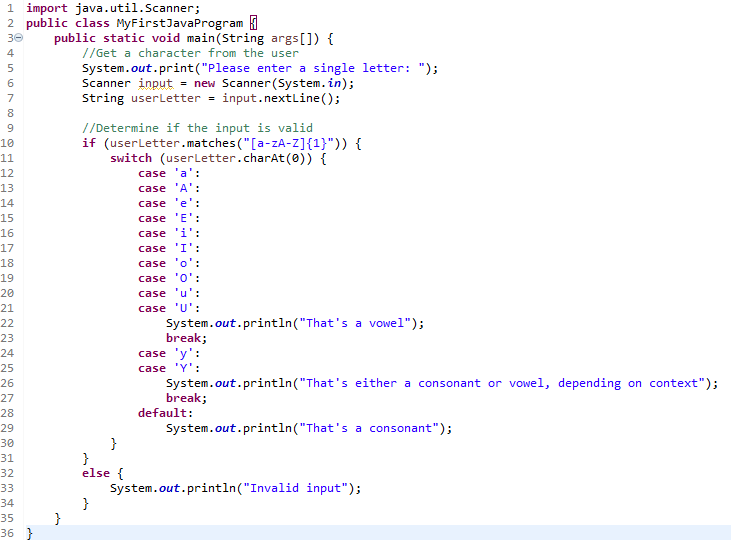 1 import java.util.Scanner;
2 public class MyFirstJavaProgram {
3 public static void main(String args[]) {
4 //Get a character from the user
5 System.out.print("Please enter a single letter: ");
6 Scanner input = new Scanner(System.in);
7 String userLetter = input.nextLine();
8
9 //Determine if the input is valid
10 if (userLetter.matches("[a-zA-Z]{1}")) {
11 switch (userLetter.charAt(0)) {
12 case 'a':
13 case 'A':
14 case 'e':
15 case 'E':
16 case 'i':
17 case 'I':
18 case 'o':
19 case 'O':
20 case 'u':
21 case 'U':
22 System.out.println("That's a vowel");
23 break;
24 case 'y':
25 case 'Y':
26 System.out.println("That's either a consonant or vowel, depending on context");
27 break;
28 default:
29 System.out.println("That's a consonant");
30 }
31 }
32 else {
33 System.out.println("Invalid input");
34 }
35 }
36 }